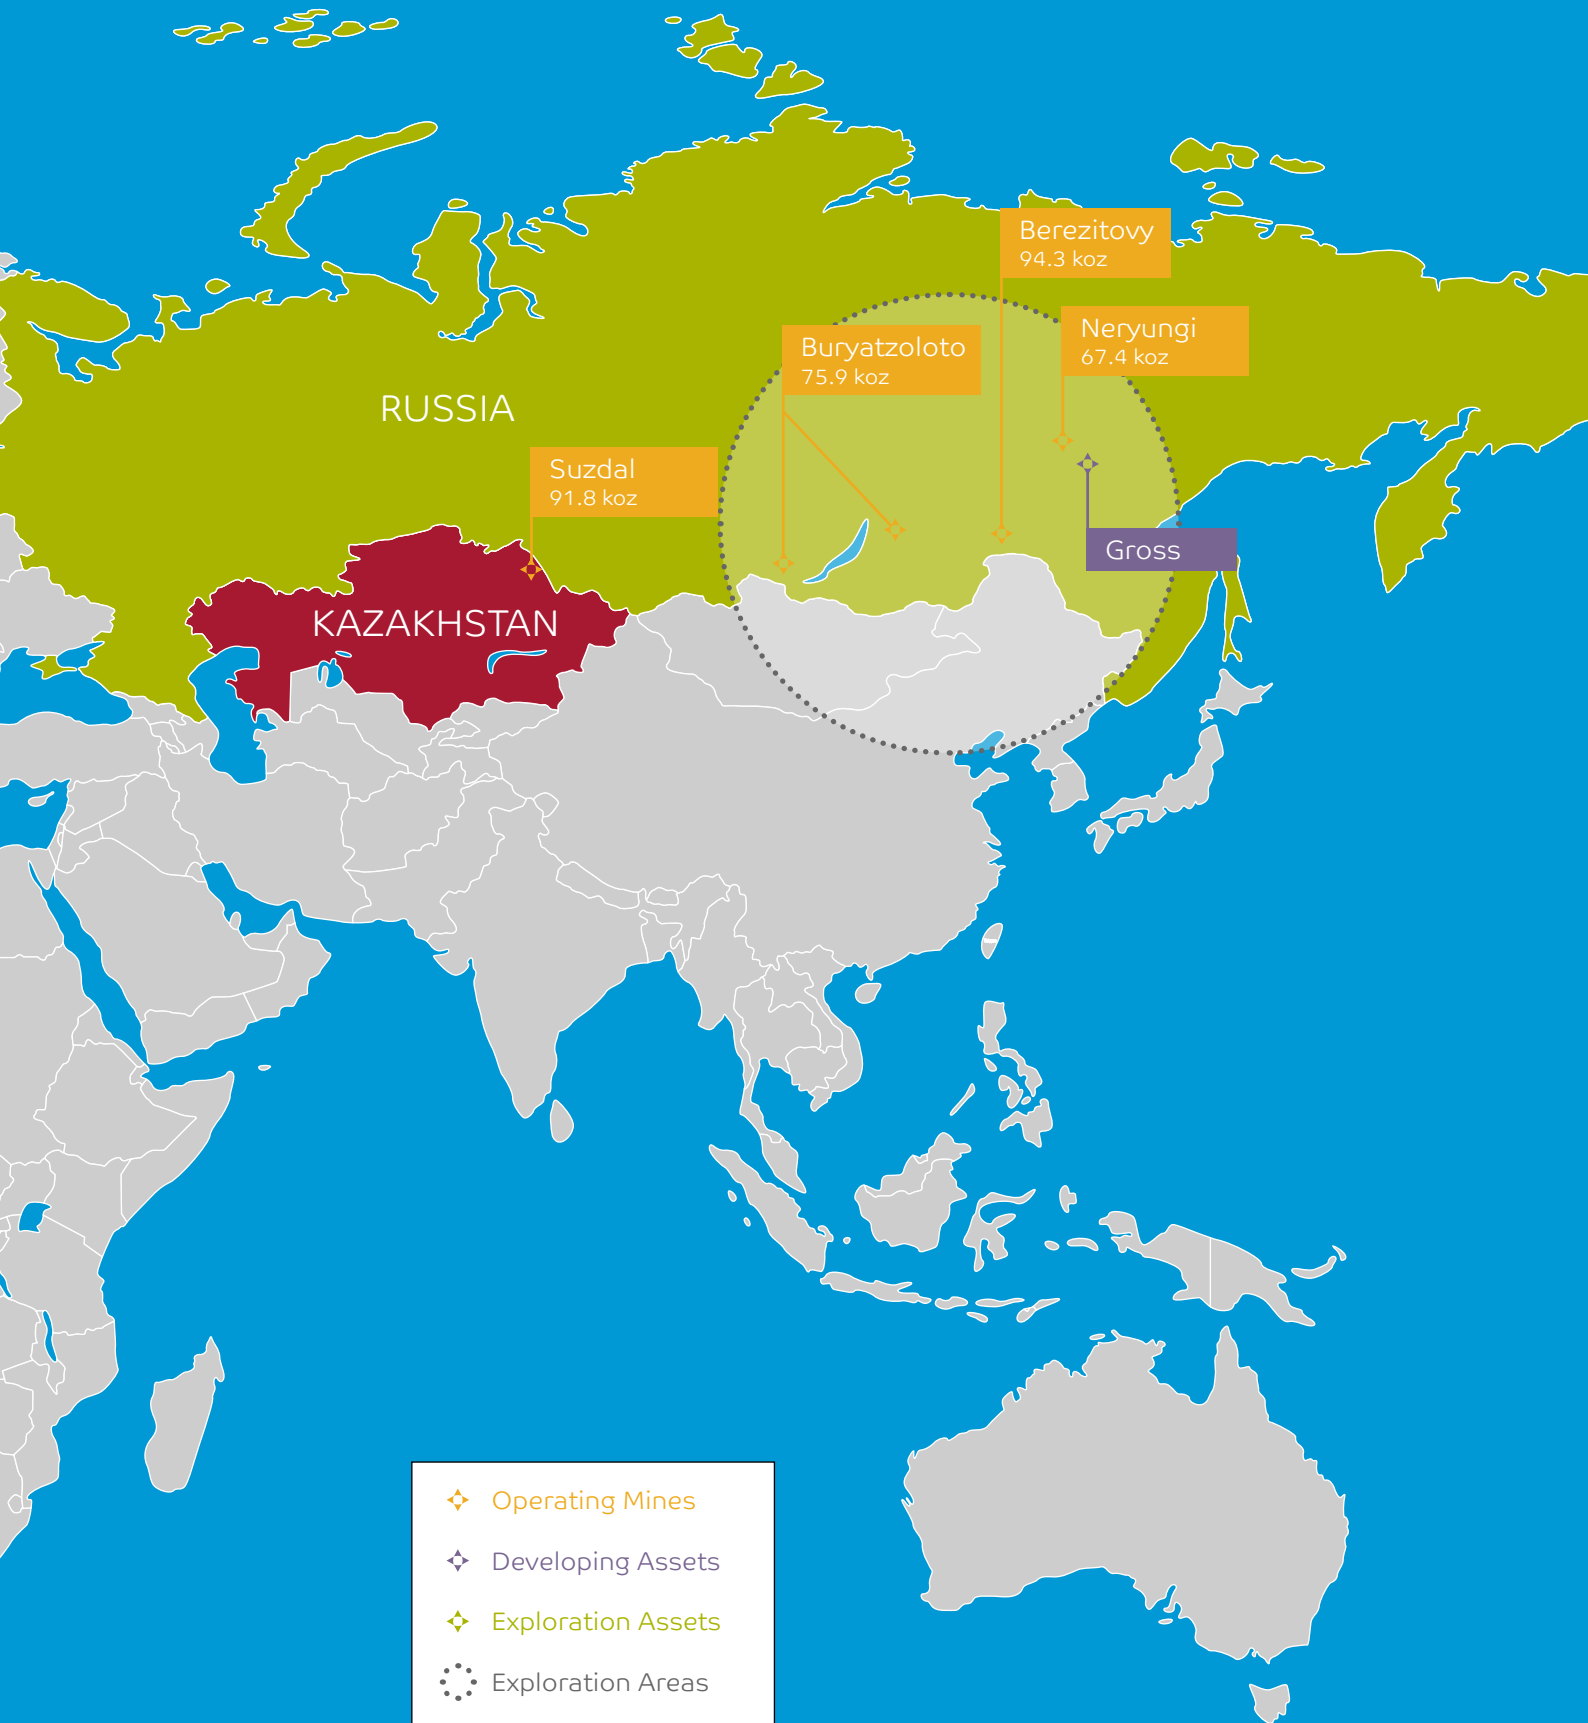 Berezitovy
94.3 koz
Neryungi
67.4 koz
Buryatzoloto
75.9 koz
RUSSIA
Suzdal
91.8 koz
Gross
KAZAKHSTAN
Operating Mines
Developing Assets
Exploration Assets
Exploration Areas